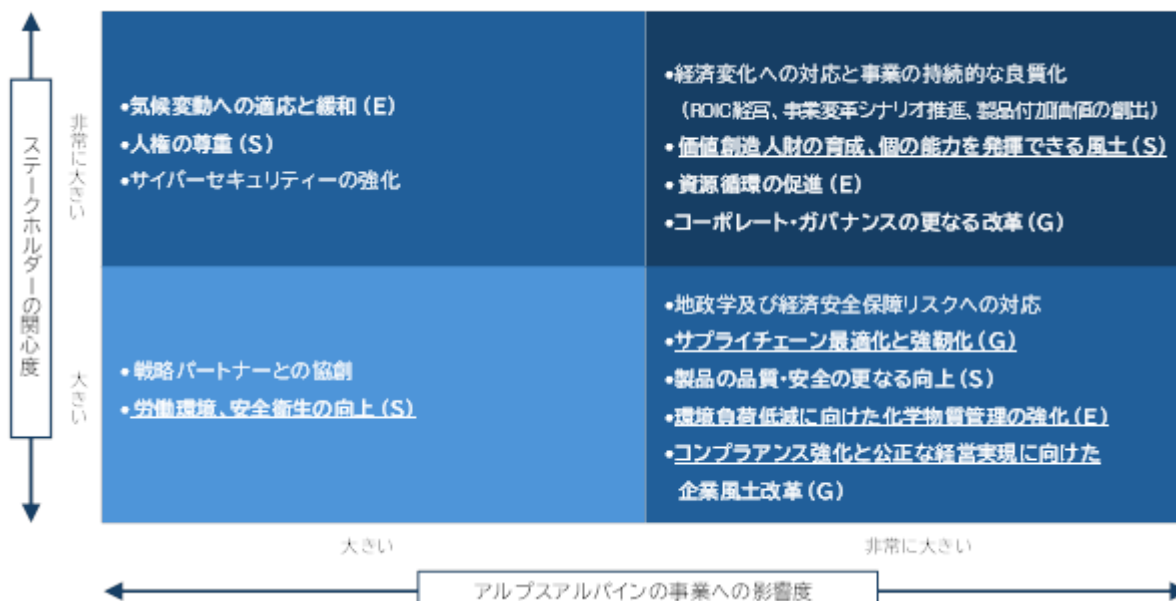 ステークホルダーの関心度
非常に大きい
•気候変動への適応と緩和(E)
•人権の尊重(S)
•サイバーセキュリティーの強化
•経済変化への対応と事業の持続的な良質化
(ROIC経営、事業変革シナリオ推進、製品付加価値の創出)
•価値創造人財の育成、個の能力を発揮できる風土(S)
•資源循環の促進(E)
•コーポレート・ガバナンスの更なる改革(G)
大きい
•戦略パートナーとの協創
•労働環境、安全衛生の向上(S)
•地政学及び経済安全保障リスクへの対応
•サプライチェーン最適化と強靭化(G)
•製品の品質・安全の更なる向上(S)
•環境負荷低減に向けた化学物質管理の強化(E)
•コンプラアンス強化と公正な経営実現に向けた
企業風土改革(G)
大きい
非常に大きい
アルプスアルパインの事業への影響度